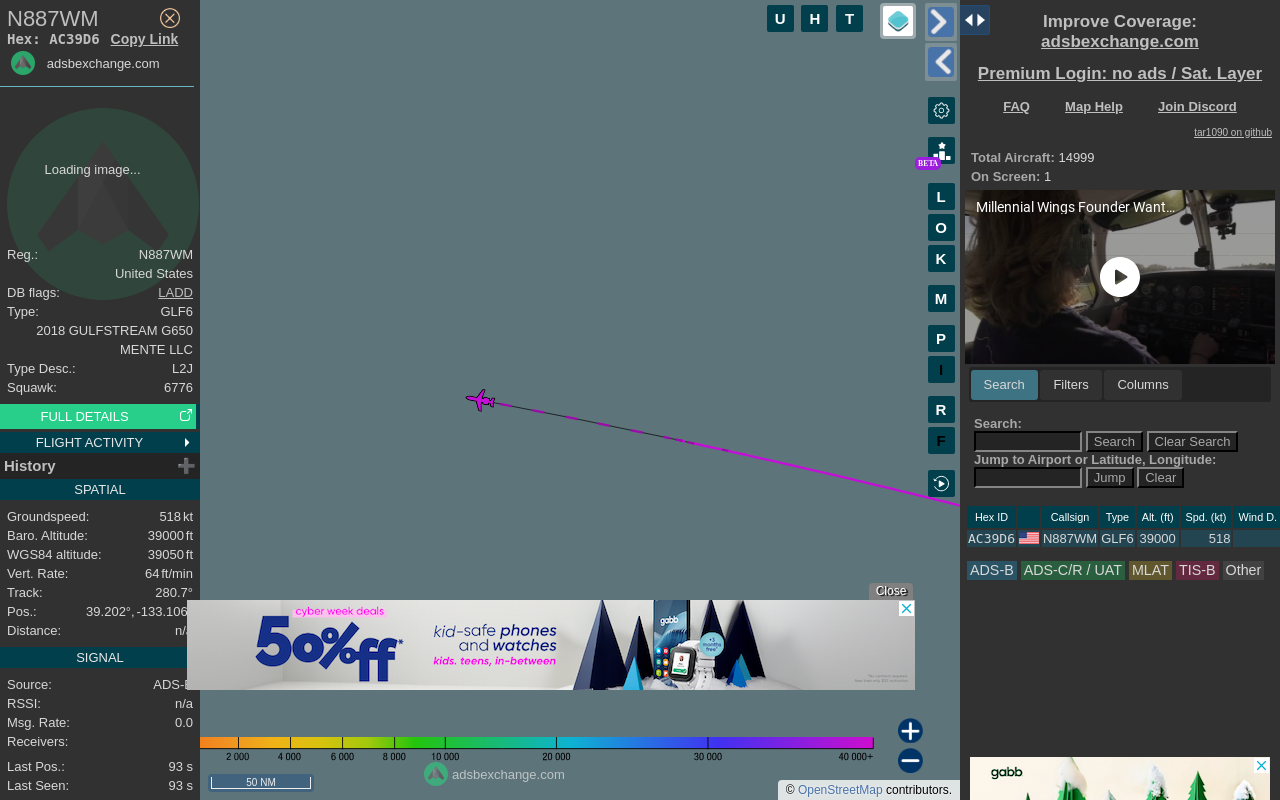 N887WM
Hex: AC39D6 Copy Link
adsbexchange.com
Loading image...
Reg.: N887WM
United States
DB flags: LADD
Type: GLF6
2018 GULFSTREAM G650
MENTE LLC
Type Desc.: L2J
Squawk: 6776
FULL DETAILS
FLIGHT ACTIVITY
History
SPATIAL
Groundspeed: 518 kt
Baro. Altitude: 39000 ft
WGS84 altitude: 39050 ft
Vert. Rate: 64 ft/min
Track: 280.7°
Pos.: 39.202°, -133.106
Distance: n/
SIGNAL
Source: ADS-
RSSI: n/a
Msg. Rate: 0.0
Receivers:
Last Pos.: 93 s
Last Seen: 93 s
U H T
BETA
L
O
K
M
P
I
R
F
Close
cyber week deals
50% off*
kid-safe phones
and watches
kids. teens, in-between
gabb
+3 months free*
2 000 4 000 6 000 8 000 10 000 20 000 30 000 40 000+
adsbexchange.com
50 NM
© OpenStreetMap contributors.
Improve Coverage:
adsbexchange.com
Premium Login: no ads / Sat. Layer
FAQ Map Help Join Discord
tar1090 on github
Total Aircraft: 14999
On Screen: 1
Millennial Wings Founder Want...
Search Filters Columns
Search:
Search Clear Search
Jump to Airport or Latitude, Longitude:
Jump Clear
Hex ID Callsign Type Alt. (ft) Spd. (kt) Wind D.
AC39D6 N887WM GLF6 39000 518
ADS-B ADS-C/R / UAT MLAT TIS-B Other
gabb